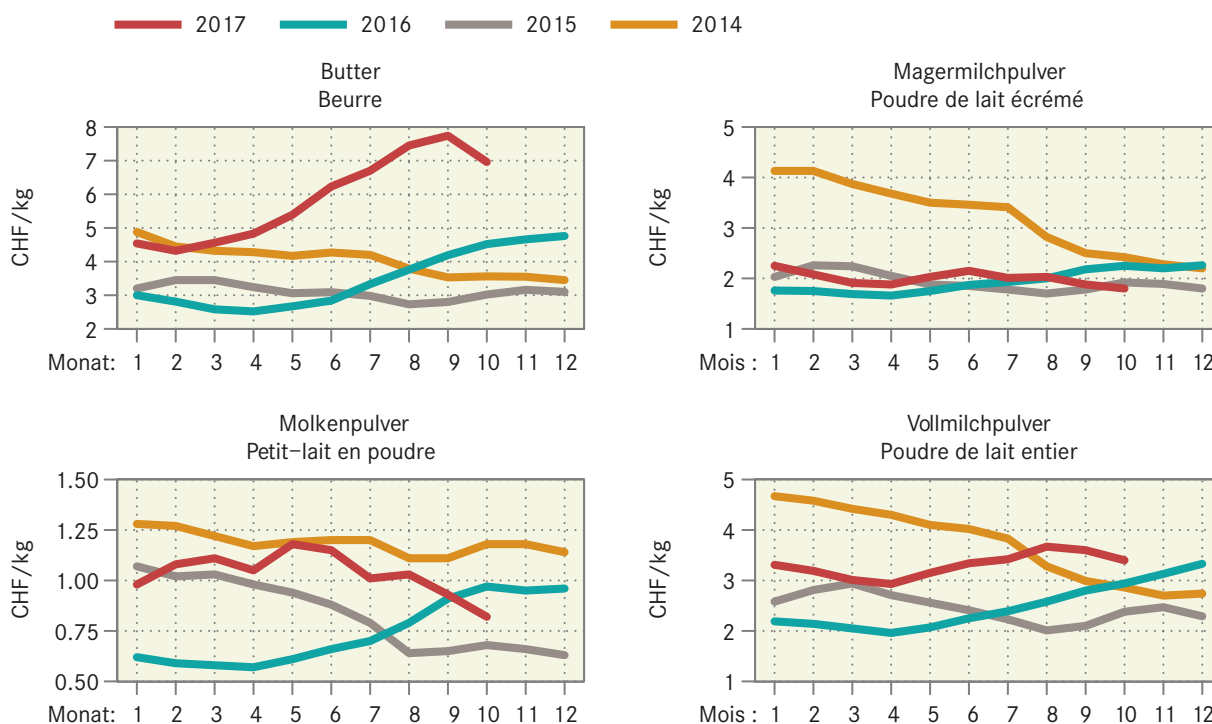 2017 2016 2015 2014
Butter
Beurre
CHF/kg
8
7
6
5
4
3
2
Monat: 1 2 3 4 5 6 7 8 9 10 11 12
Magermilchpulver
Poudre de lait écrémé
CHF/kg
5
4
3
2
1
Mois : 1 2 3 4 5 6 7 8 9 10 11 12
Molkenpulver
Petit-lait en poudre
CHF/kg
1.50
1.25
1.00
0.75
0.50
Monat: 1 2 3 4 5 6 7 8 9 10 11 12
Vollmilchpulver
Poudre de lait entier
CHF/kg
5
4
3
2
1
Mois : 1 2 3 4 5 6 7 8 9 10 11 12